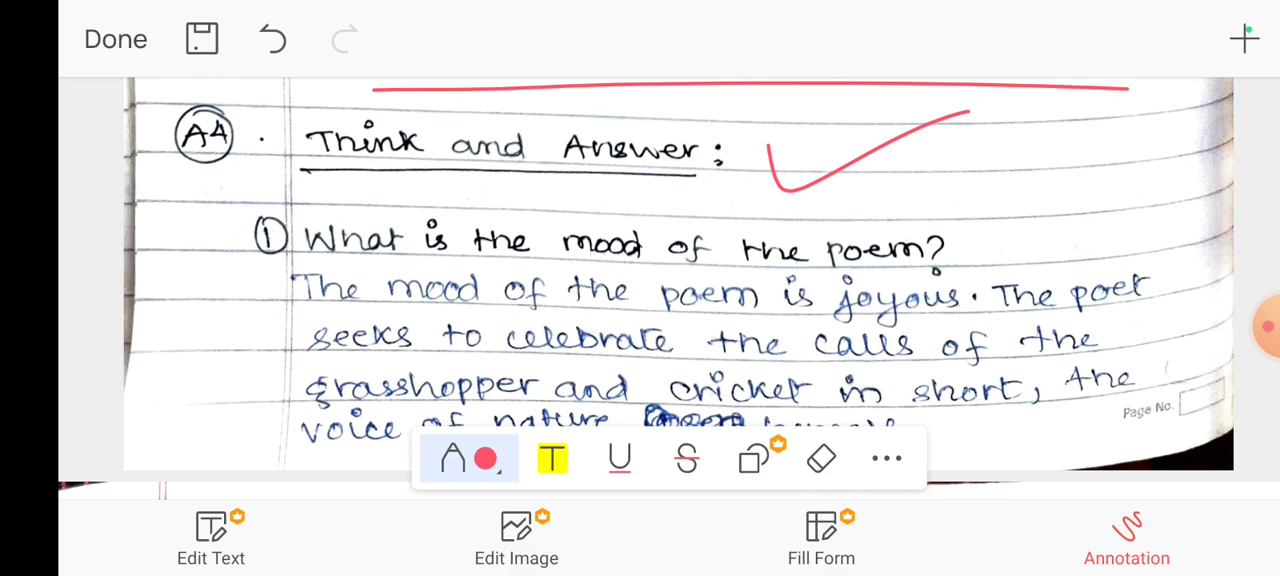 Done
A4 . Think and Answer :
① What is the mood of the poem?
The mood of the poem is joyous. The poet
seeks to celebrate the calls of the
grasshopper and cricket in short, the
Page No.
voice of nature
T U S
Edit Text Edit Image Fill Form Annotation